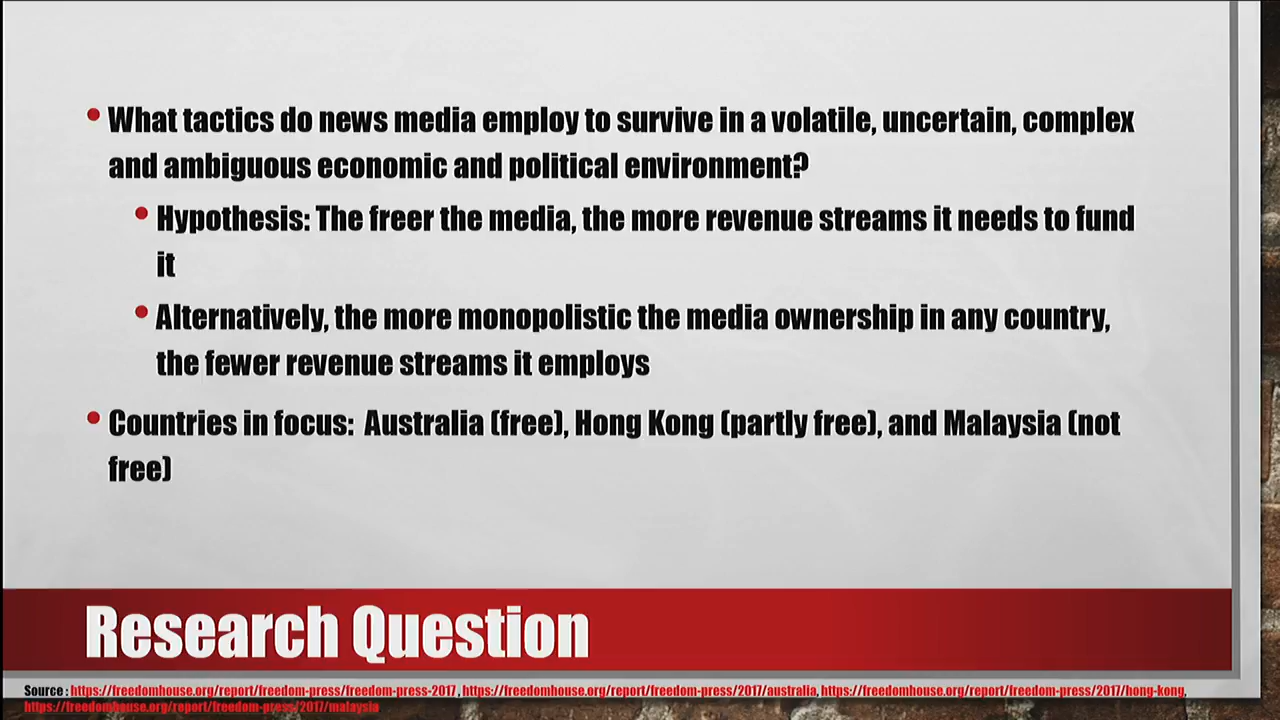 • What tactics do news media employ to survive in a volatile, uncertain, complex
and ambiguous economic and political environment?
• Hypothesis: The freer the media, the more revenue streams it needs to fund
it
• Alternatively, the more monopolistic the media ownership in any country,
the fewer revenue streams it employs
• Countries in focus:  Australia (free), Hong Kong (partly free), and Malaysia (not
free)
Research Question
Source : https://freedomhouse.org/report/freedom-press/freedom-press-2017 , https://freedomhouse.org/report/freedom-press/2017/australia, https://freedomhouse.org/report/freedom-press/2017/hong-kong,
https://freedomhouse.org/report/freedom-press/2017/malaysia